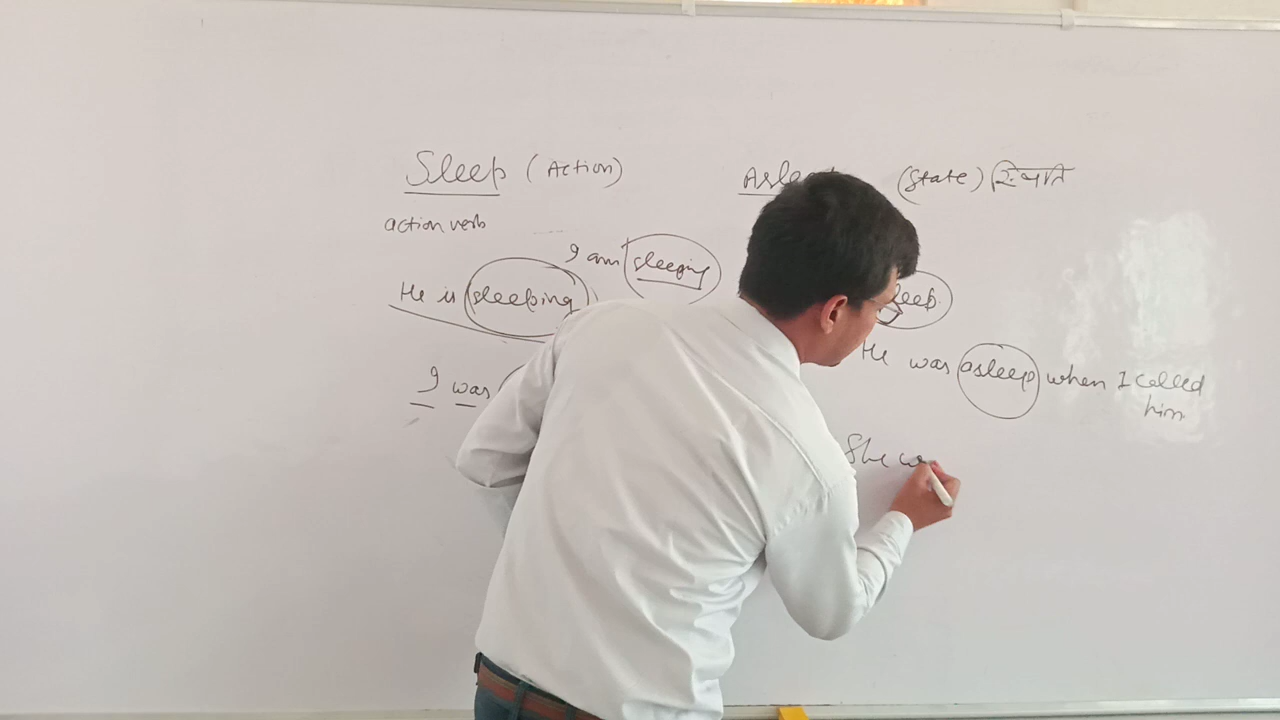 Sleep (Action)
action verb
I am sleeping
He is sleeping
I was
Asleep (State) स्थिति
He was asleep when I called
him
She